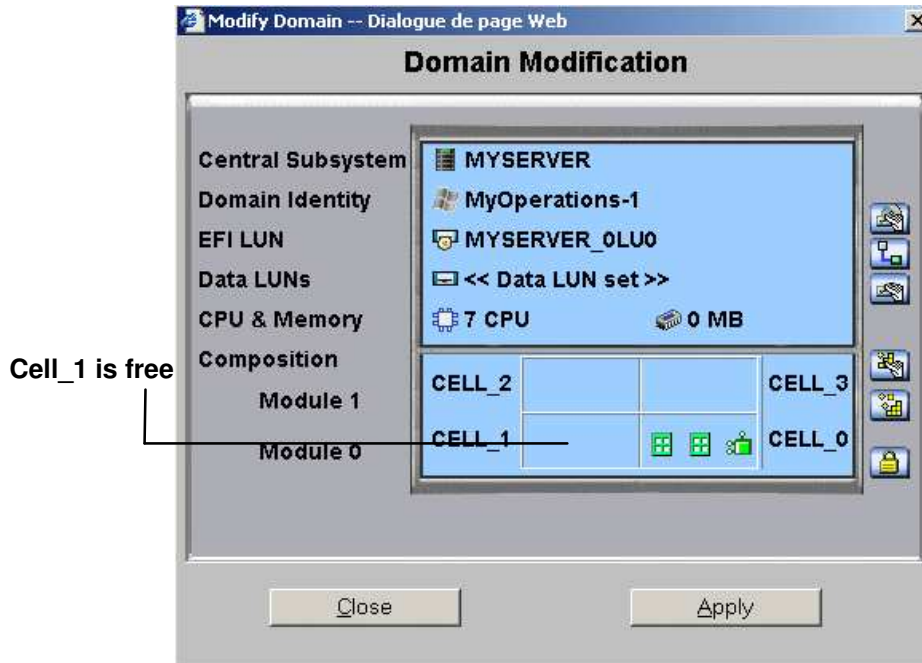 Modify Domain -- Dialogue de page Web
Domain Modification
Central Subsystem MYSERVER
Domain Identity MyOperations-1
EFI LUN MYSERVER_0LU0
Data LUNs << Data LUN set >>
CPU & Memory 7 CPU 0 MB
Composition
Cell_1 is free
Module 1 CELL_2 CELL_3
Module 0 CELL_1 CELL_0
Close Apply